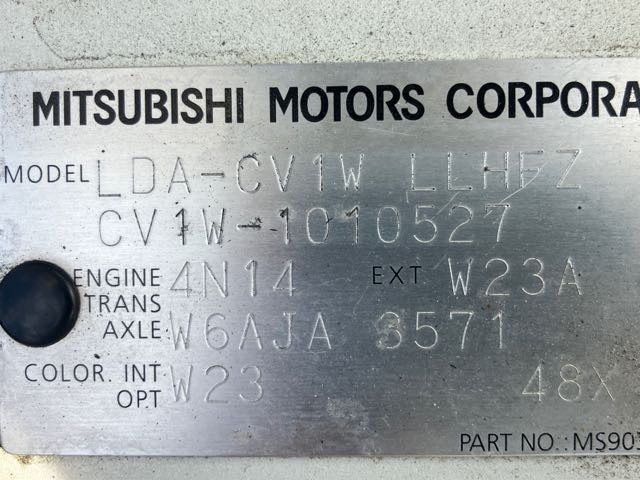 MITSUBISHI MOTORS CORPORA
MODEL LDA-CV1W LLHFZ
CV1W-1010527
ENGINE 4N14 EXT W23A
TRANS
AXLE: W6AJA 3571
COLOR. INT W23 48X
OPT
PART NO.:MS903